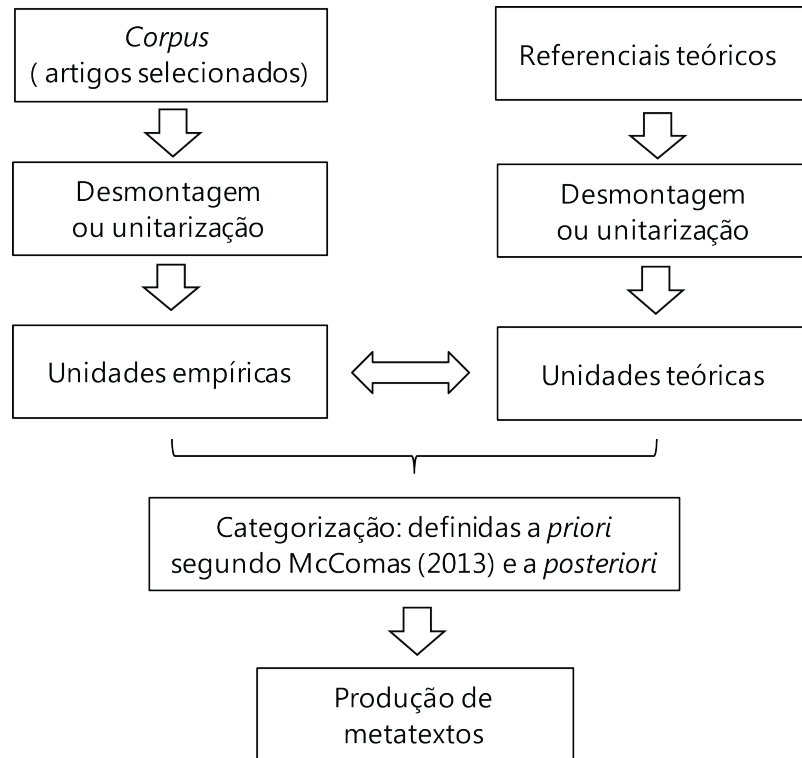 Corpus
( artigos selecionados)
Referenciais teóricos
Desmontagem
ou unitarização
Desmontagem
ou unitarização
Unidades empíricas
Unidades teóricas
Categorização: definidas a priori
segundo McComas (2013) e a posteriori
Produção de
metatextos